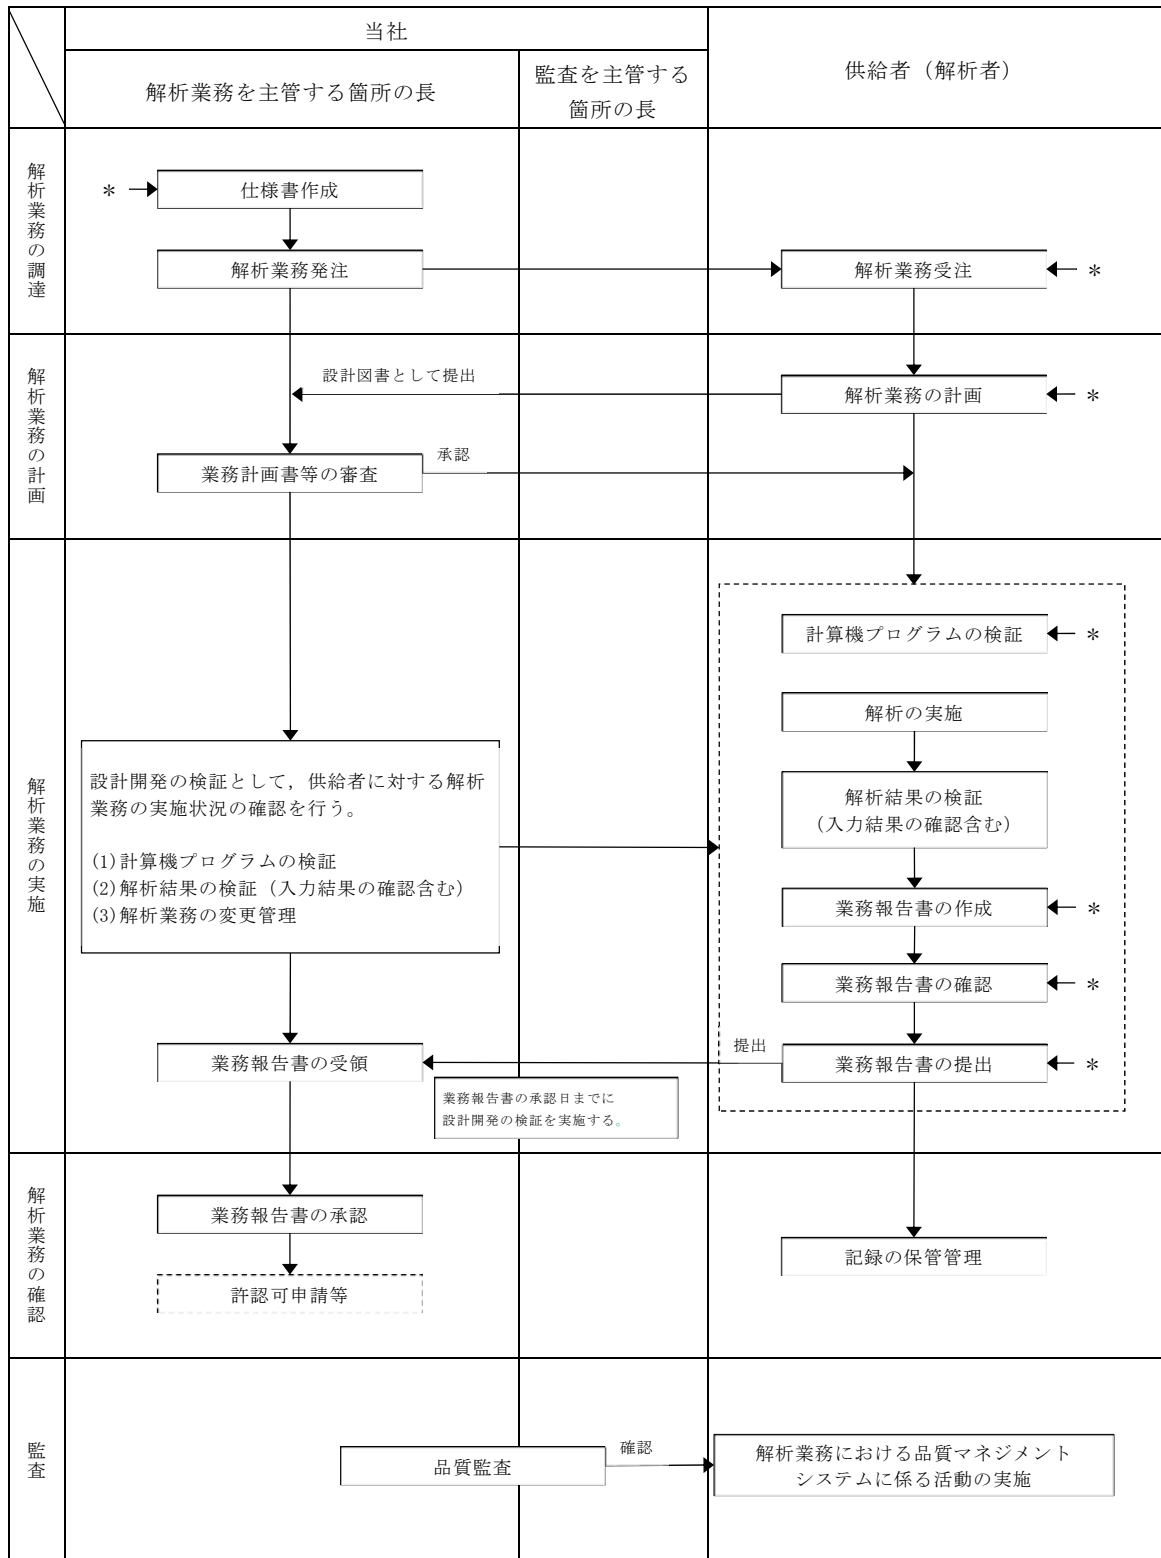 当社
解析業務を主管する箇所の長
監査を主管する
箇所の長
供給者（解析者）
解析業務の調達
＊
仕様書作成
解析業務発注
解析業務受注
＊
解析業務の計画
設計図書として提出
解析業務の計画
＊
業務計画書等の審査
承認
解析業務の実施
計算機プログラムの検証
＊
解析の実施
設計開発の検証として，供給者に対する解析
業務の実施状況の確認を行う。
(1)計算機プログラムの検証
(2)解析結果の検証（入力結果の確認含む）
(3)解析業務の変更管理
解析結果の検証
（入力結果の確認含む）
業務報告書の作成
＊
業務報告書の確認
＊
業務報告書の受領
提出
業務報告書の提出
＊
業務報告書の承認日までに
設計開発の検証を実施する。
解析業務の確認
業務報告書の承認
記録の保管管理
許認可申請等
監査
品質監査
確認
解析業務における品質マネジメント
システムに係る活動の実施